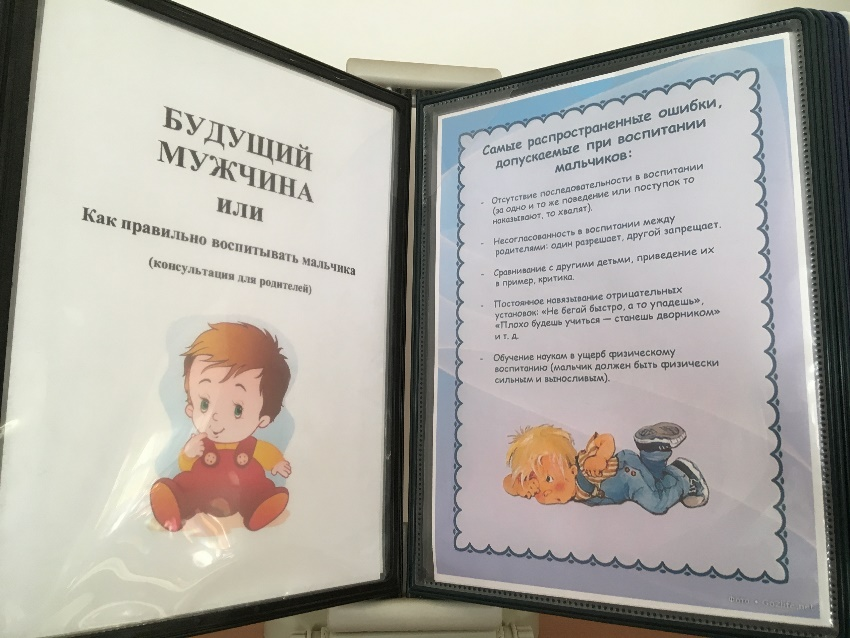 БУДУЩИЙ
МУЖЧИНА
или
Как правильно воспитывать мальчика
(консультация для родителей)
Самые распространенные ошибки,
допускаемые при воспитании
мальчиков:
- Отсутствие последовательности в воспитании
(за одно и то же поведение или поступок то
наказывают, то хвалят).
- Несогласованность в воспитании между
родителями: один разрешает, другой запрещает.
- Сравнивание с другими детьми, приведение их
в пример, критика.
- Постоянное навязывание отрицательных
установок: «Не бегай быстро, а то упадешь»,
«Плохо будешь учиться — станешь дворником»
и т. д.
- Обучение наукам в ущерб физическому
воспитанию (мальчик должен быть физически
сильным и выносливым).